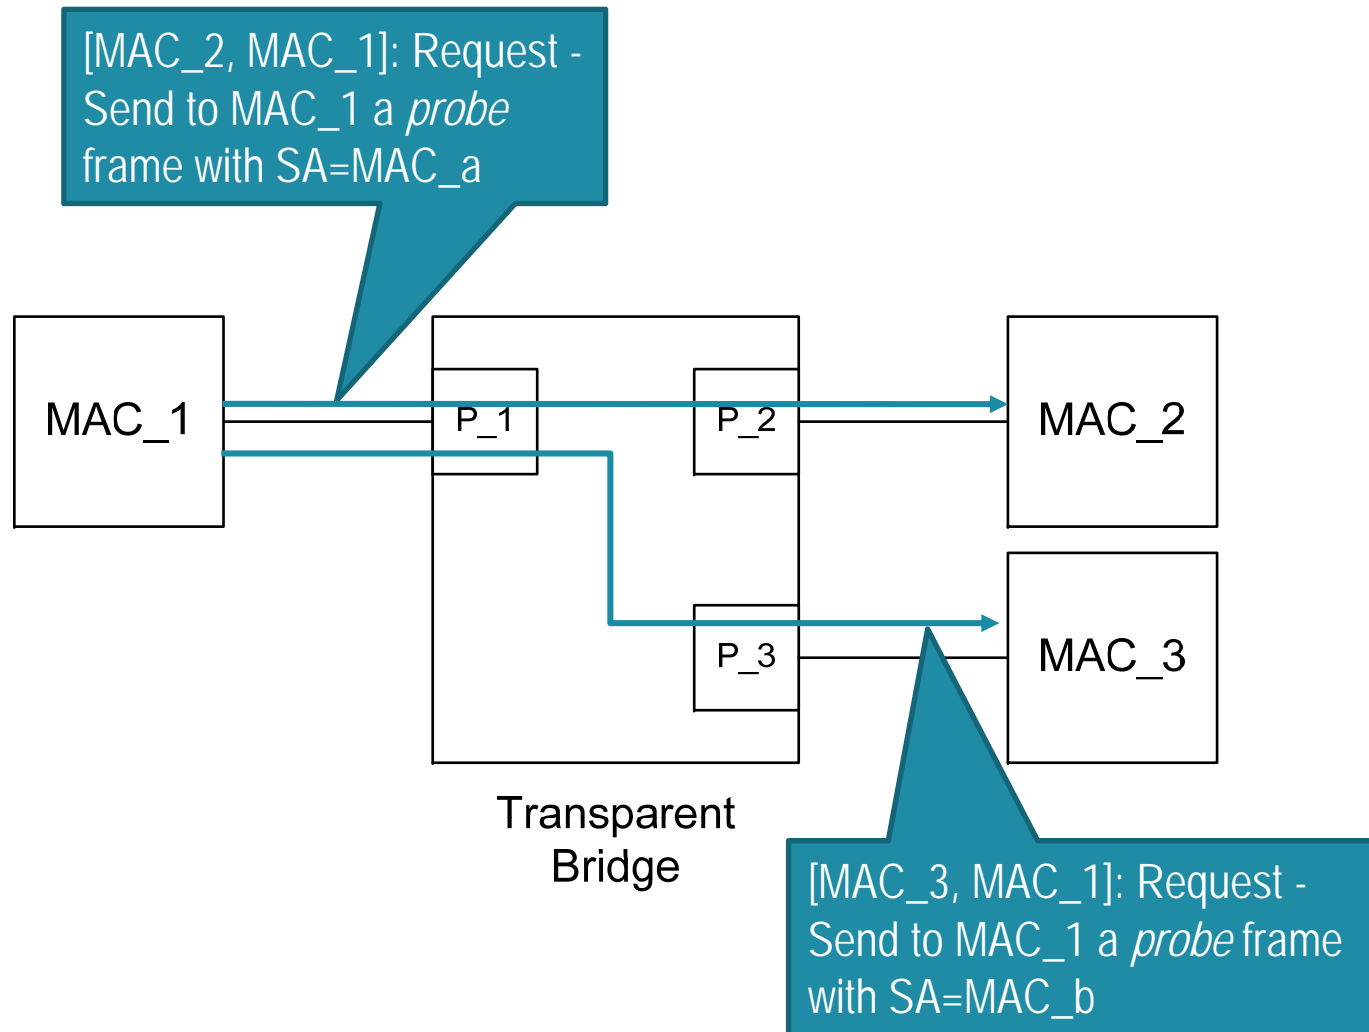 [MAC_2, MAC_1]: Request -
Send to MAC_1 a probe
frame with SA=MAC_a
MAC_1
P_1
P_2
MAC_2
P_3
MAC_3
Transparent
Bridge
[MAC_3, MAC_1]: Request -
Send to MAC_1 a probe frame
with SA=MAC_b